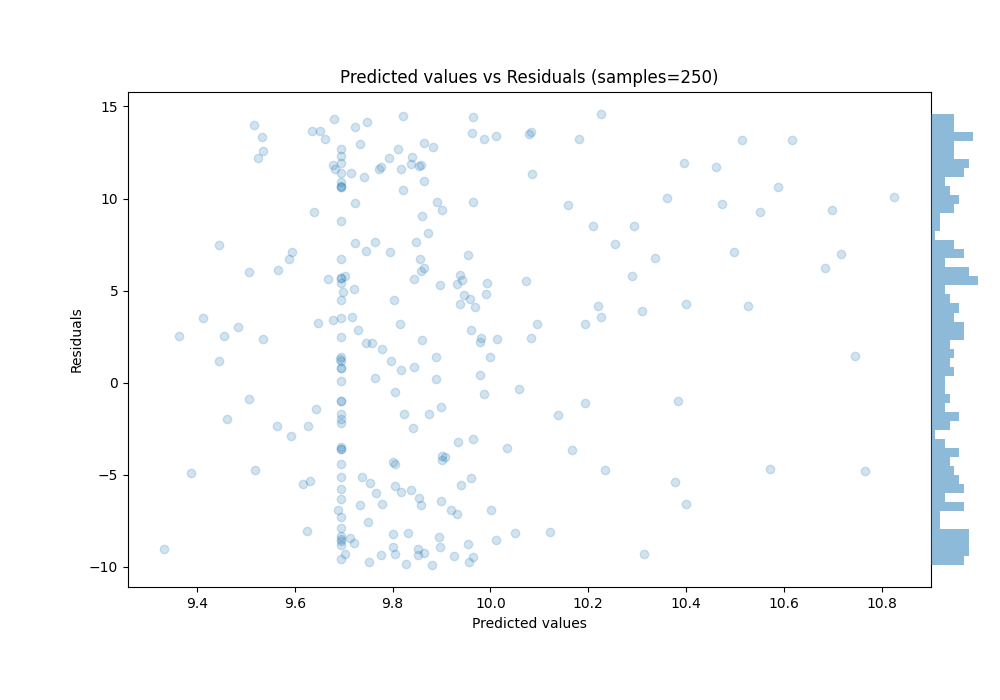 Predicted values vs Residuals (samples=250)
15
10
5
0
−5
−10
Residuals
9.4 9.6 9.8 10.0 10.2 10.4 10.6 10.8
Predicted values